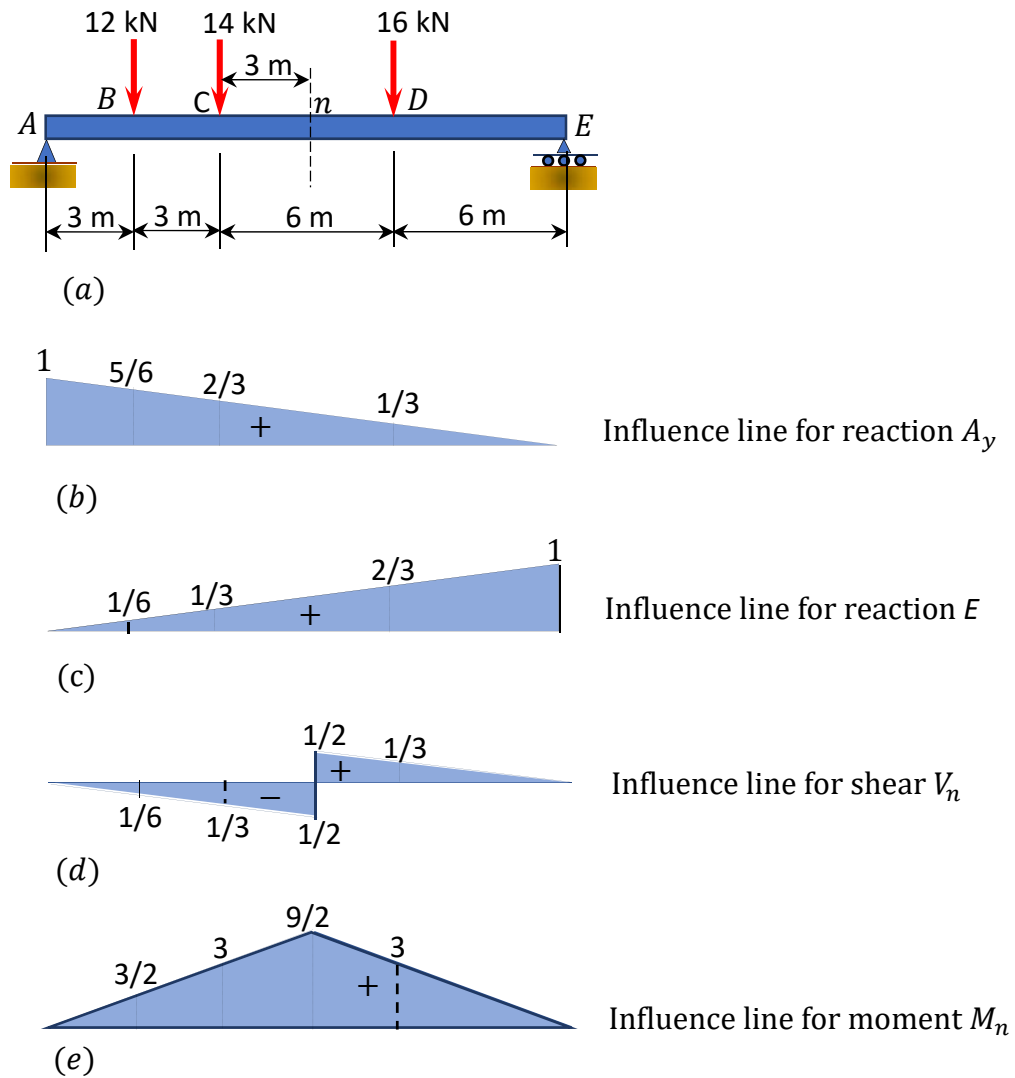 12 kN 14 kN 16 kN
3 m
A B C n D E
3 m 3 m 6 m 6 m
(a)
1 5/6 2/3 1/3
+
Influence line for reaction A_y
(b)
1
2/3
1/6 1/3 +
Influence line for reaction E
(c)
1/2 1/3
+
−
Influence line for shear V_n
1/6 1/3 1/2
(d)
9/2
3 3
3/2
+
Influence line for moment M_n
(e)